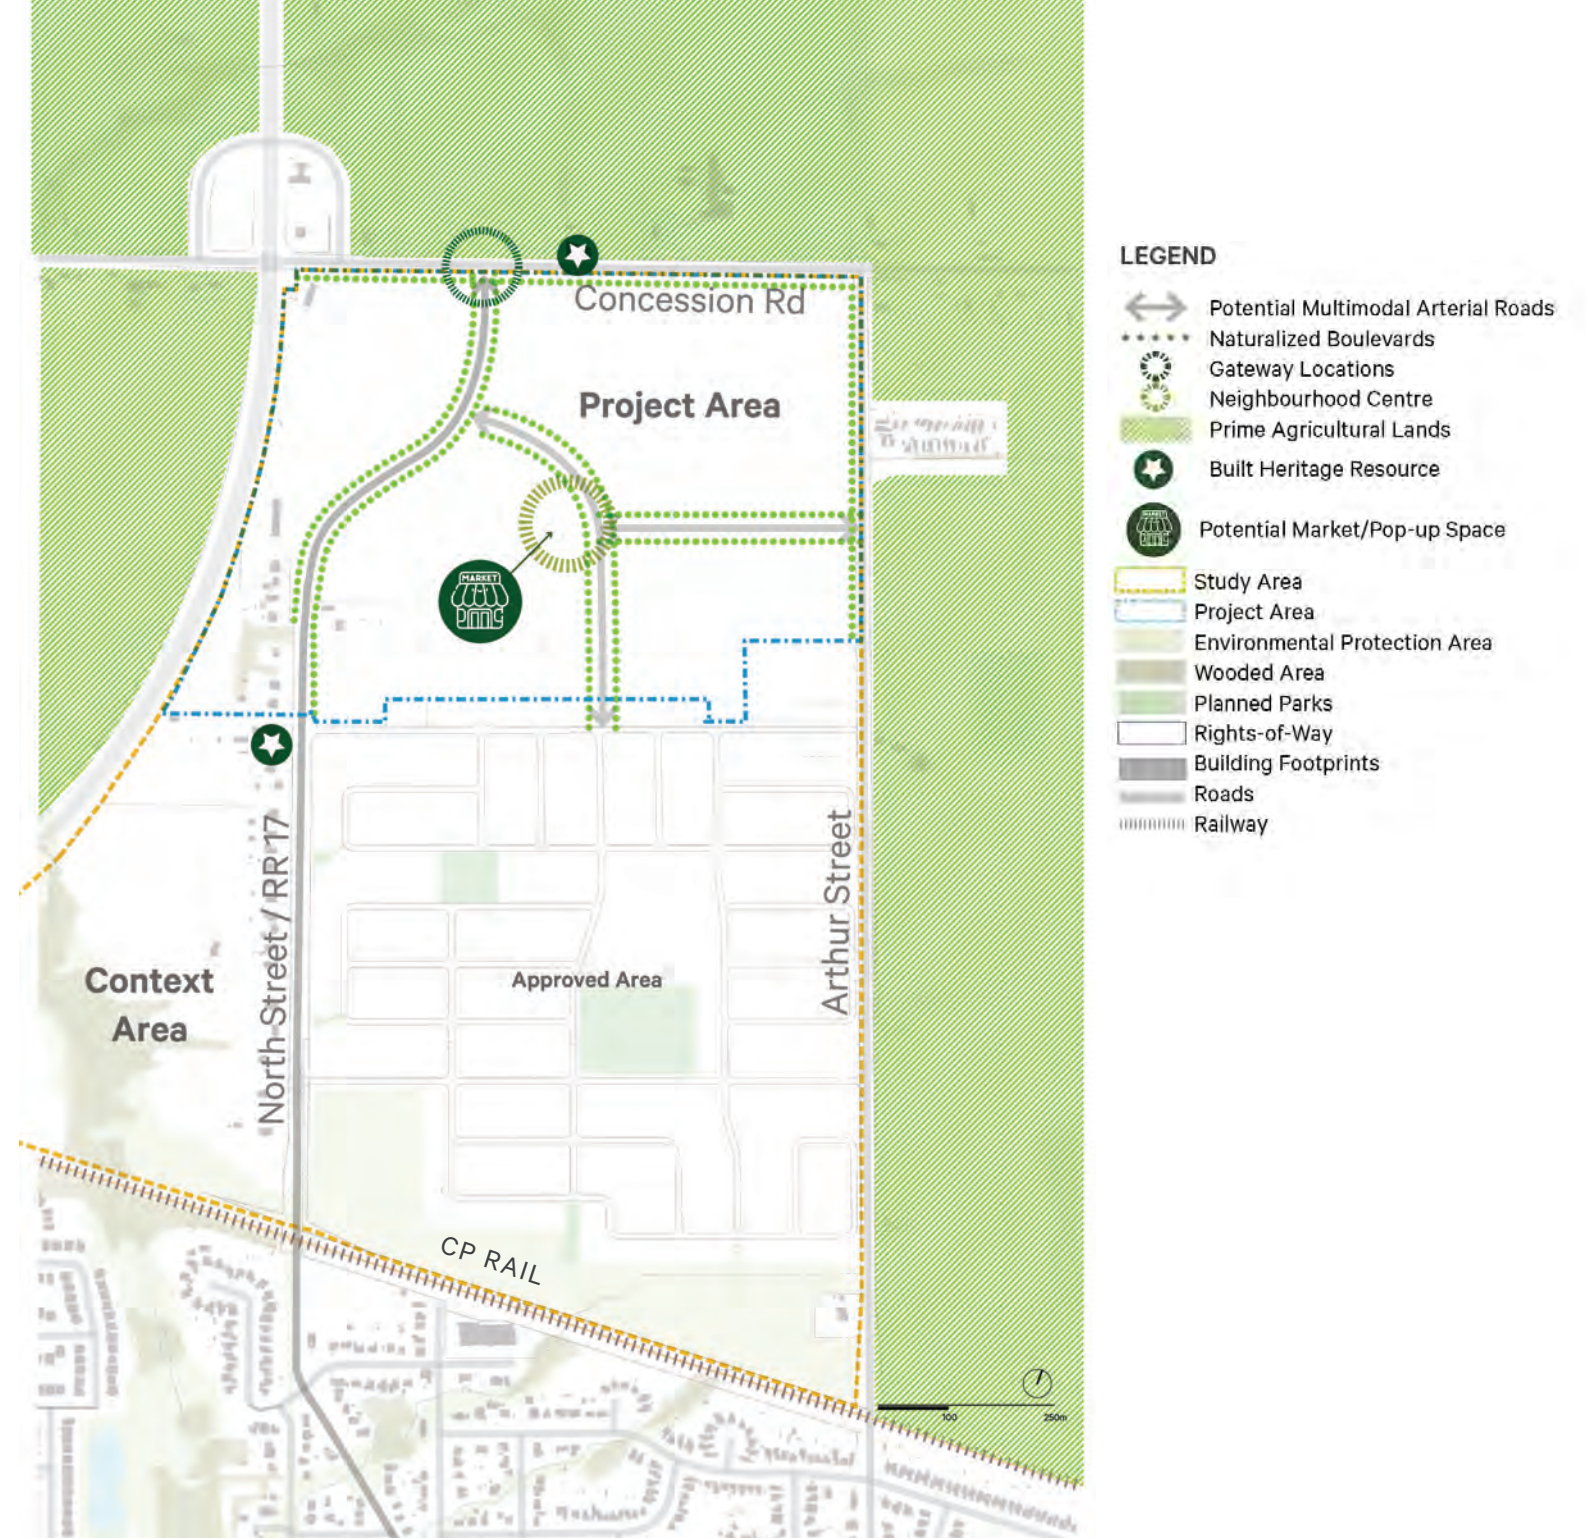 Concession Rd
Project Area
MARKET
North Street / RR 17
Arthur Street
Context
Area
Approved Area
CP RAIL
100
250m
LEGEND
Potential Multimodal Arterial Roads
Naturalized Boulevards
Gateway Locations
Neighbourhood Centre
Prime Agricultural Lands
Built Heritage Resource
MARKET
Potential Market/Pop-up Space
Study Area
Project Area
Environmental Protection Area
Wooded Area
Planned Parks
Rights-of-Way
Building Footprints
Roads
Railway